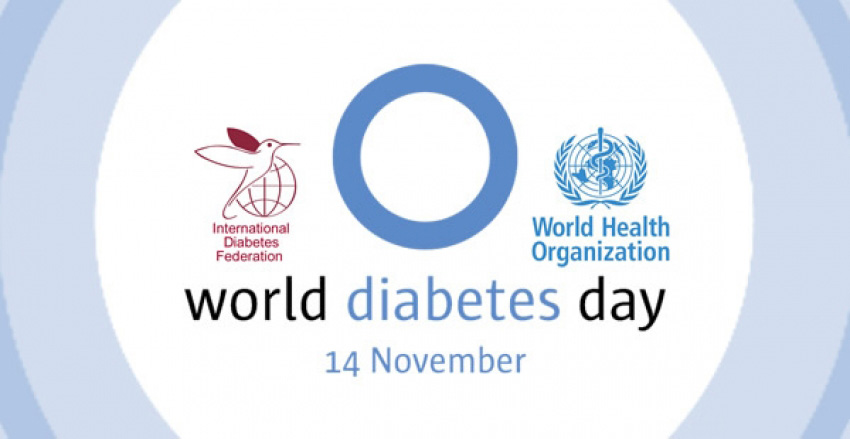 International
Diabetes
Federation
World Health
Organization
world diabetes day
14 November